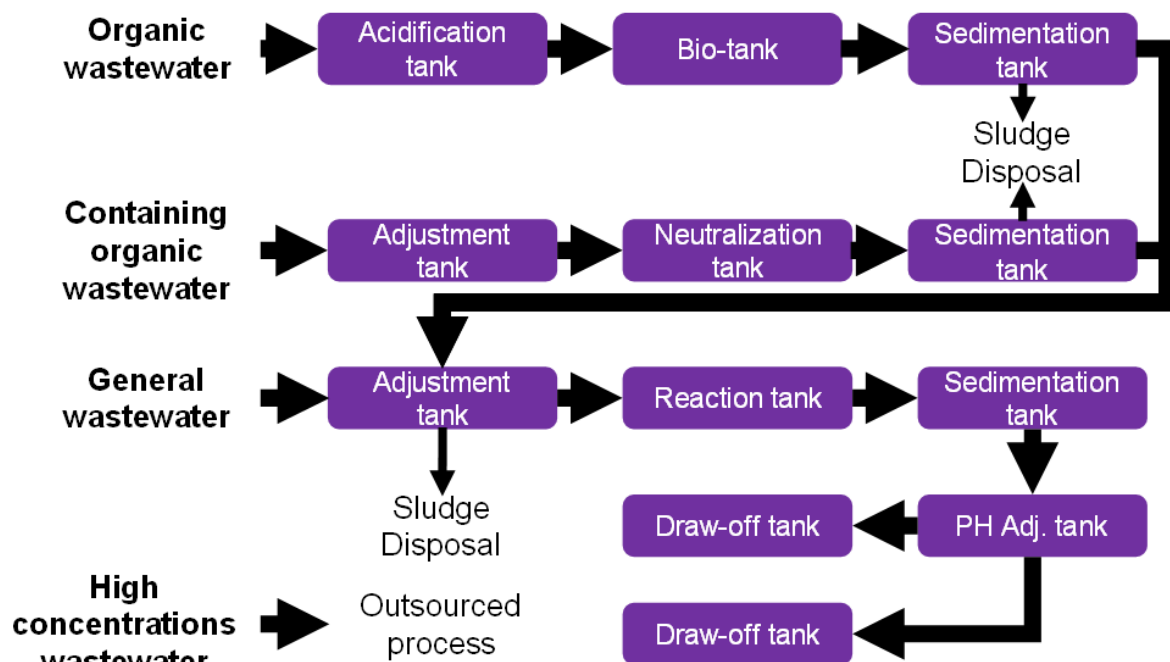 Organic
wastewater
Acidification
tank
Bio-tank
Sedimentation
tank
Sludge
Disposal
Containing
organic
wastewater
Adjustment
tank
Neutralization
tank
Sedimentation
tank
General
wastewater
Adjustment
tank
Reaction tank
Sedimentation
tank
Sludge
Disposal
Draw-off tank
PH Adj. tank
High
concentrations
wastewater
Outsourced
process
Draw-off tank